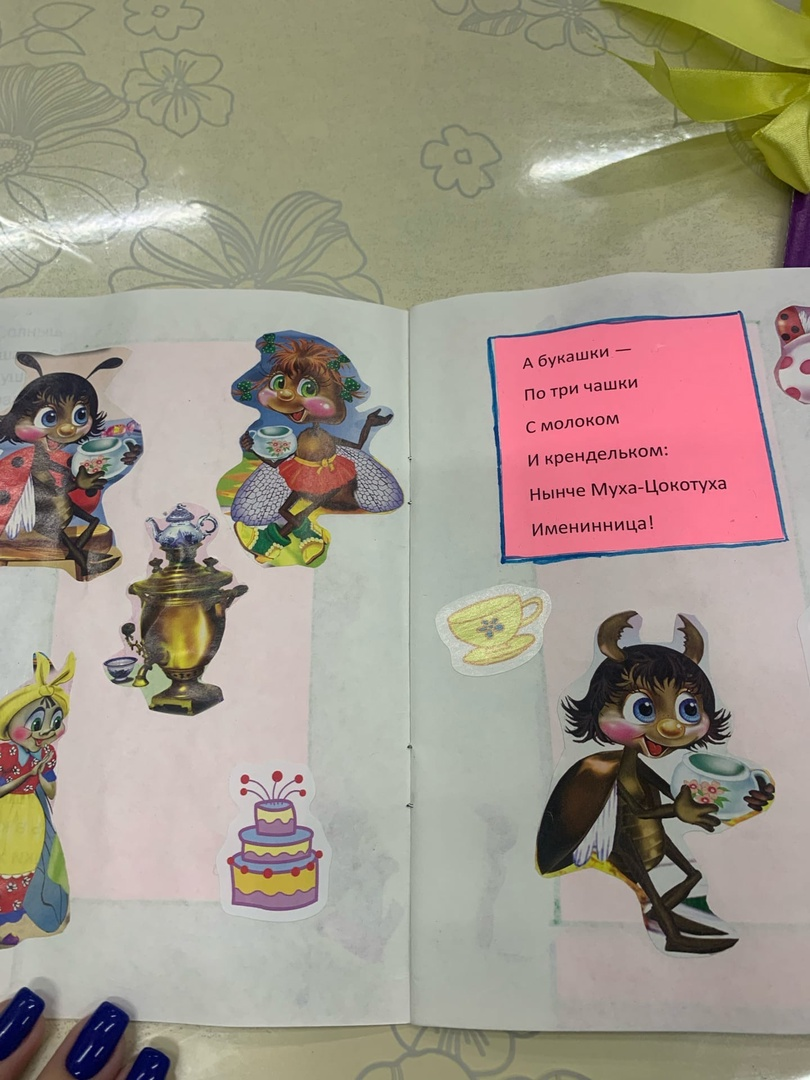 А букашки —
По три чашки
С молоком
И крендельком:
Нынче Муха-Цокотуха
Именинница!